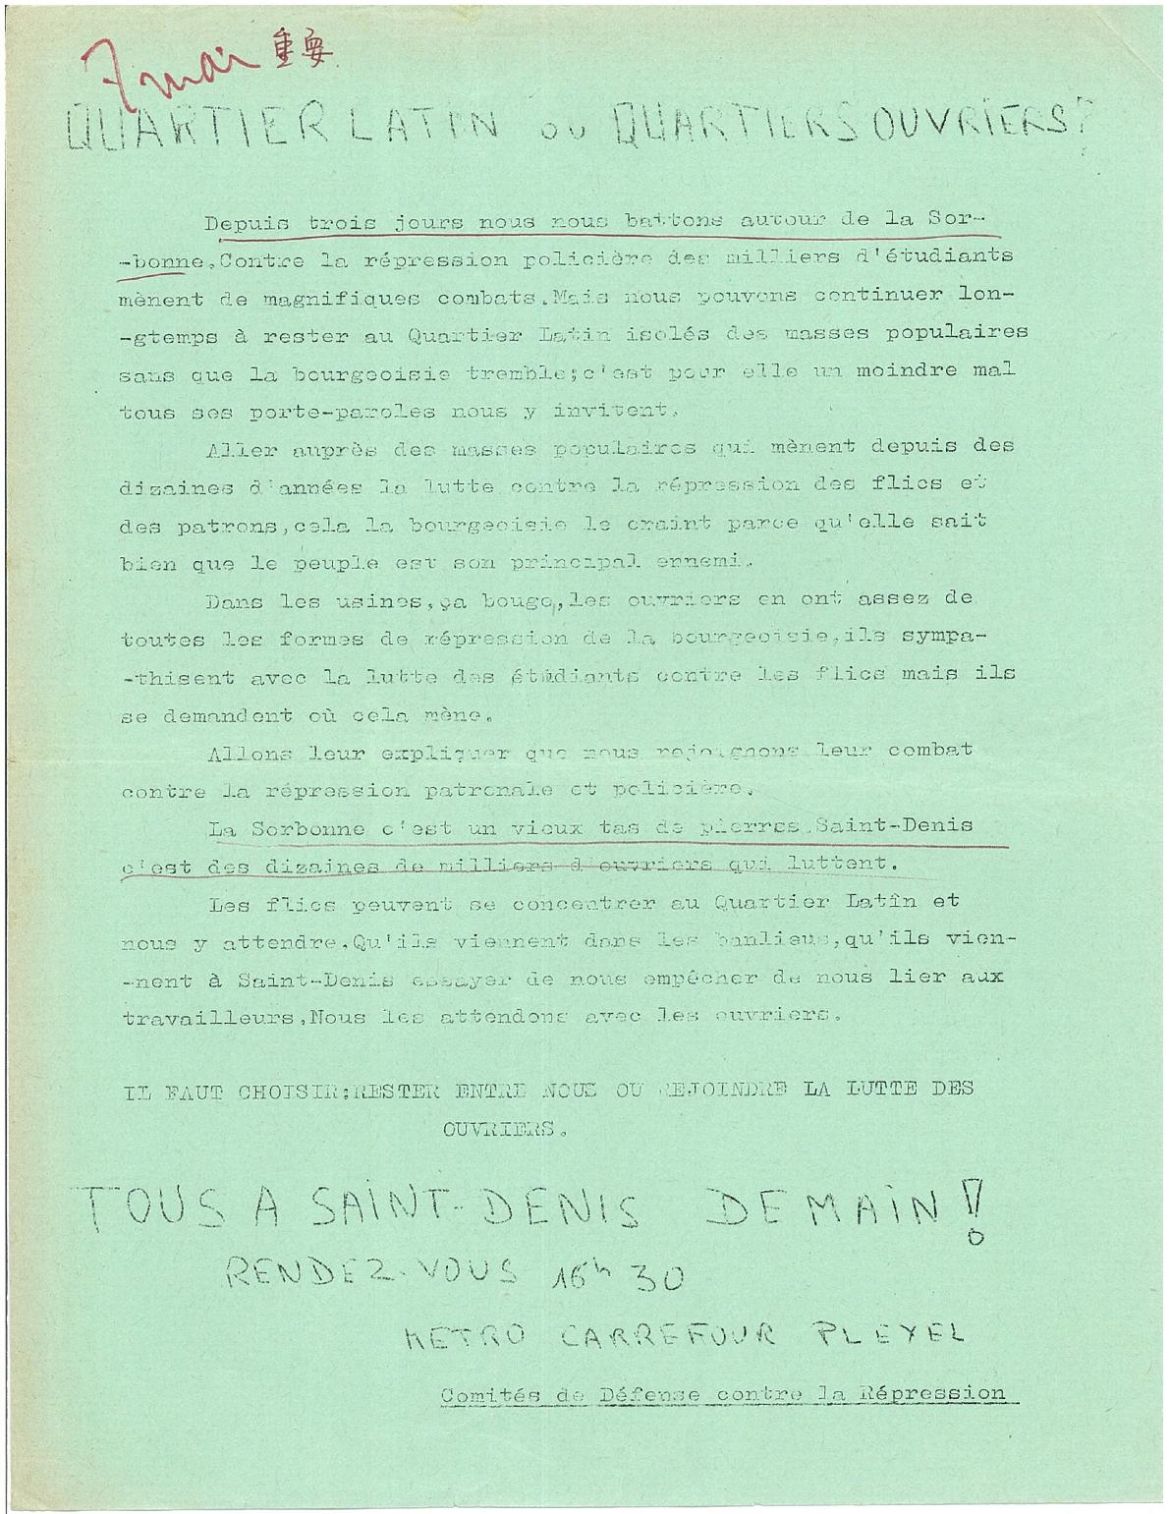 7 mai 重要
QUARTIER LATIN OU QUARTIERS OUVRIERS?
Depuis trois jours nous nous battons autour de la Sor-
-bonne.Contre la répression policière des milliers d'étudiants
mènent de magnifiques combats.Mais nous pouvons continuer lon-
-gtemps à rester au Quartier Latin isolés des masses populaires
sans que la bourgeoisie tremble;c'est pour elle un moindre mal
tous ses porte-paroles nous y invitent.
Aller auprès des masses populaires qui mènent depuis des
dizaines d'années la lutte contre la répression des flics et
des patrons,cela la bourgeoisie le craint parce qu'elle sait
bien que le peuple est son principal ennemi.
Dans les usines,ça bouge,les ouvriers en ont assez de
toutes les formes de répression de la bourgeoisie,ils sympa-
-thisent avec la lutte des étudiants contre les flics mais ils
se demandent où cela mène.
Allons leur expliquer que nous rejoignons leur combat
contre la répression patronale et policière.
La Sorbonne c'est un vieux tas de pierres.Saint-Denis
c'est des dizaines de milliers d'ouvriers qui luttent.
Les flics peuvent se concentrer au Quartier Latîn et
nous y attendre.Qu'ils viennent dans les banlieus,qu'ils vien-
-nent à Saint-Denis essayer de nous empêcher de nous lier aux
travailleurs.Nous les attendons avec les ouvriers.
IL FAUT CHOISIR:RESTER ENTRE NOUS OU REJOINDRE LA LUTTE DES
OUVRIERS.
TOUS A SAINT-DENIS DEMAIN!
RENDEZ-VOUS 16h 30
METRO CARREFOUR PLEYEL
Comités de Défense contre la Répression